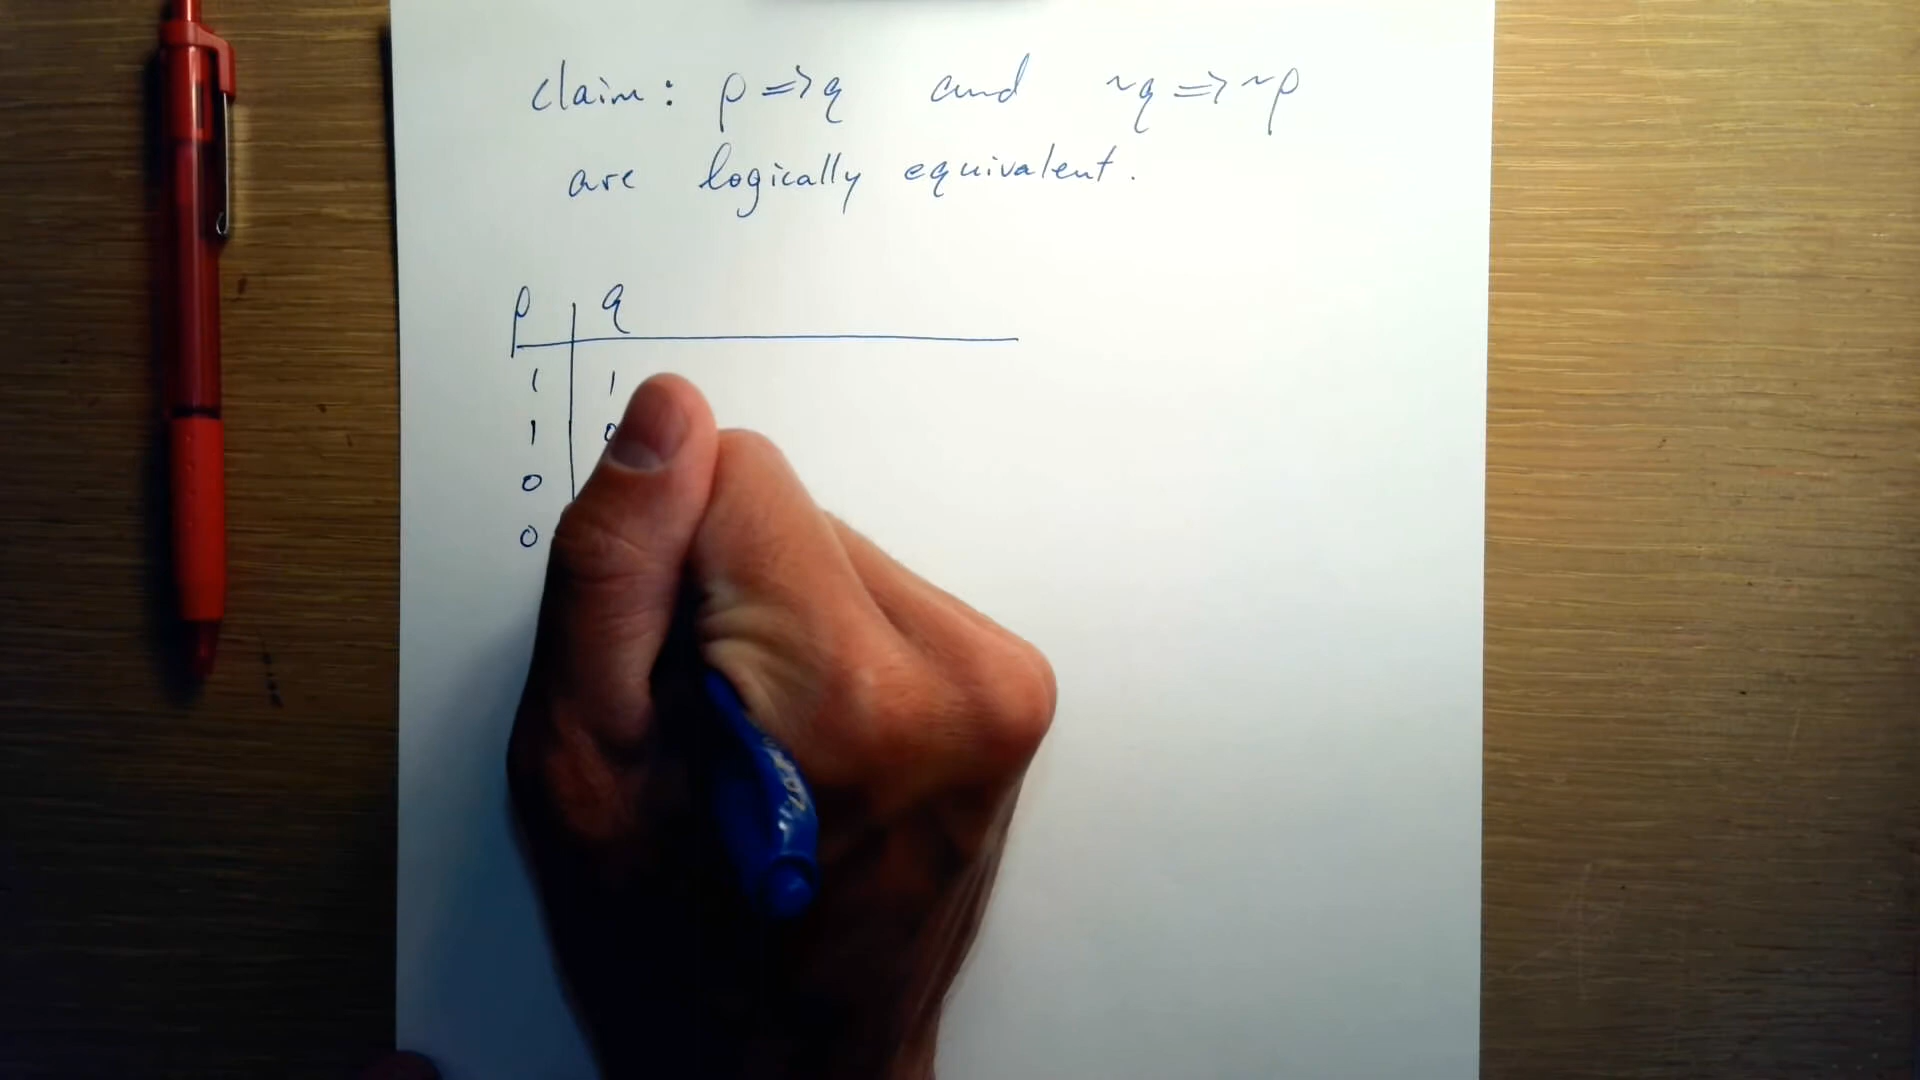 claim: p => q and ~q => ~p
are logically equivalent.
p q
1 1
1 0
0
0